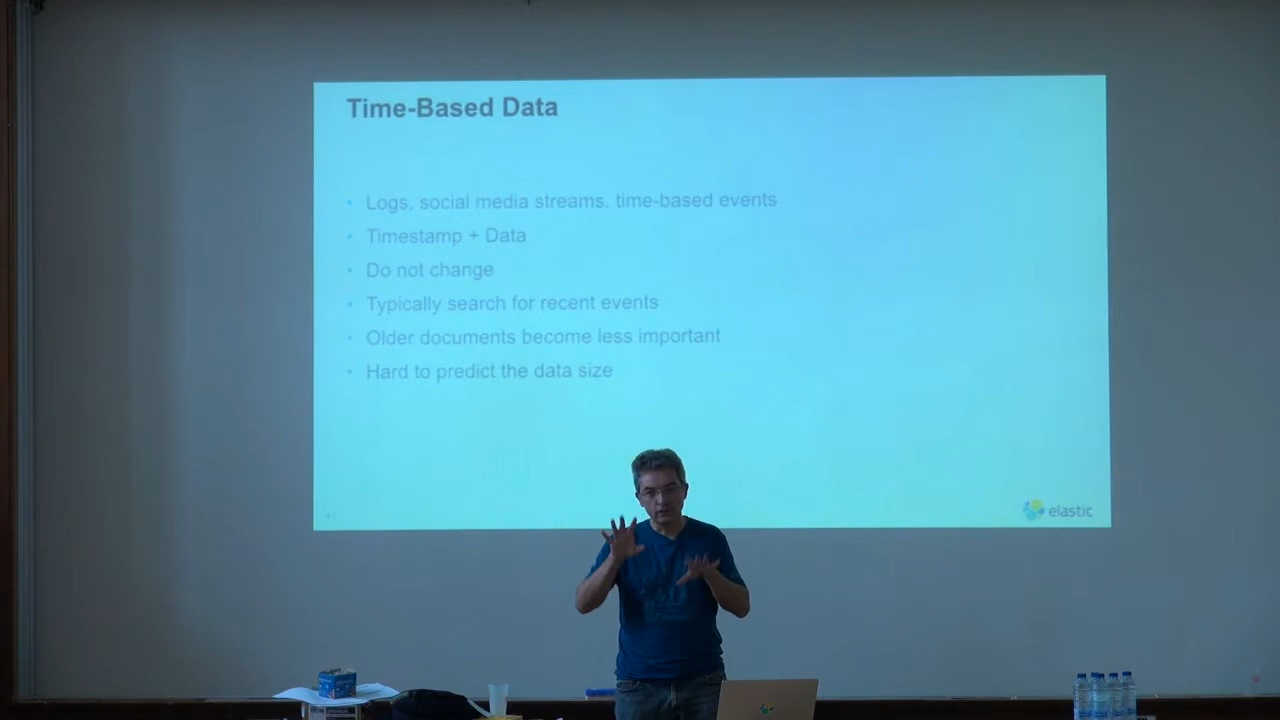 Time-Based Data
Logs, social media streams, time-based events
Timestamp + Data
Do not change
Typically search for recent events
Older documents become less important
Hard to predict the data size
elastic